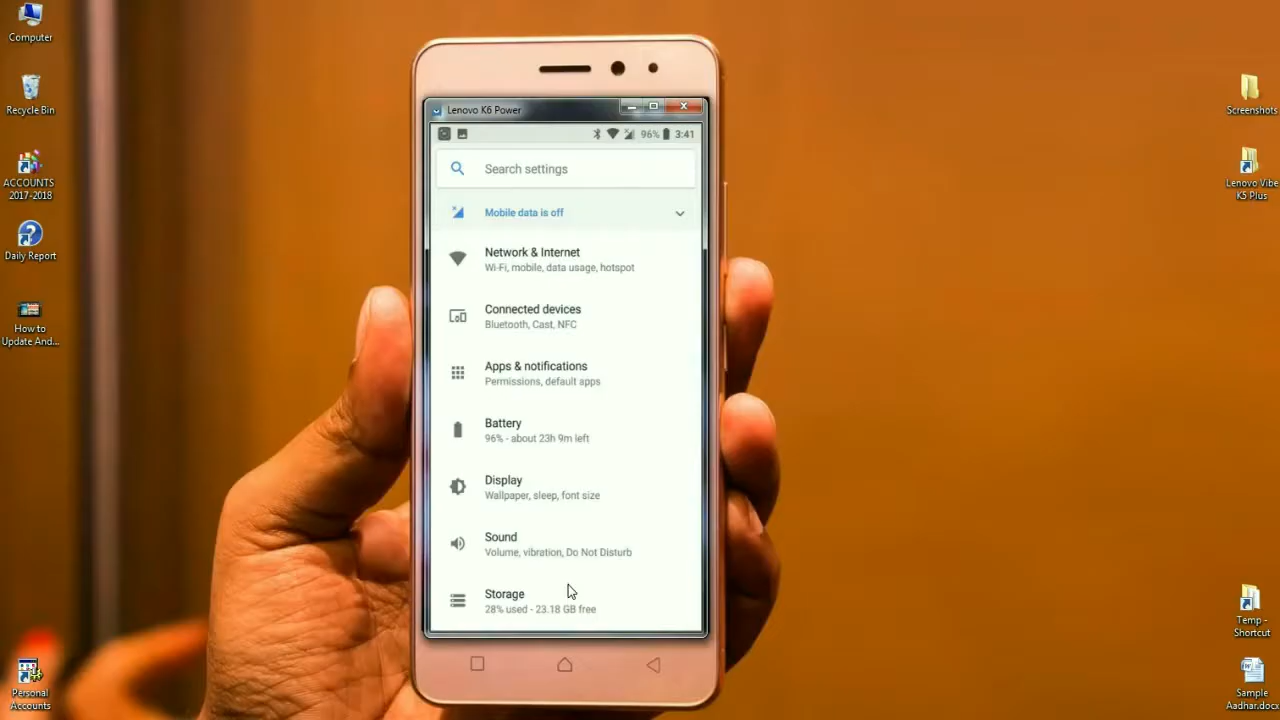 Computer
Recycle Bin
ACCOUNTS
2017-2018
Daily Report
How to
Update And...
Personal
Accounts
Lenovo K6 Power
96%
3:41
Search settings
Mobile data is off
Network & Internet
Wi-Fi, mobile, data usage, hotspot
Connected devices
Bluetooth, Cast, NFC
Apps & notifications
Permissions, default apps
Battery
96% - about 23h 9m left
Display
Wallpaper, sleep, font size
Sound
Volume, vibration, Do Not Disturb
Storage
28% used - 23.18 GB free
Screenshots
Lenovo Vibe
K5 Plus
Temp -
Shortcut
Sample
Aadhar.docx